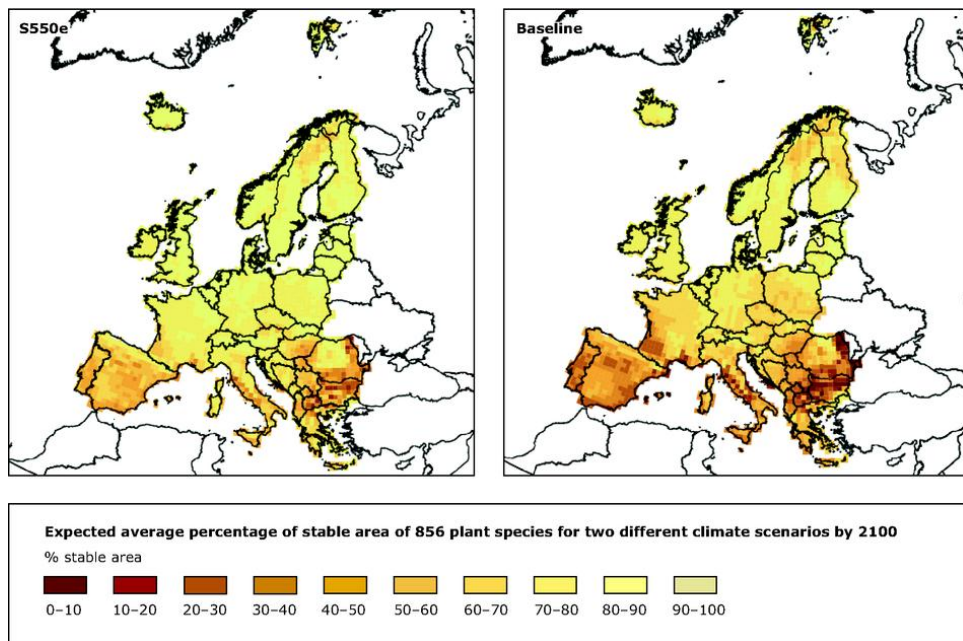 S550e
Baseline
Expected average percentage of stable area of 856 plant species for two different climate scenarios by 2100
% stable area
0–10 10–20 20–30 30–40 40–50 50–60 60–70 70–80 80–90 90–100